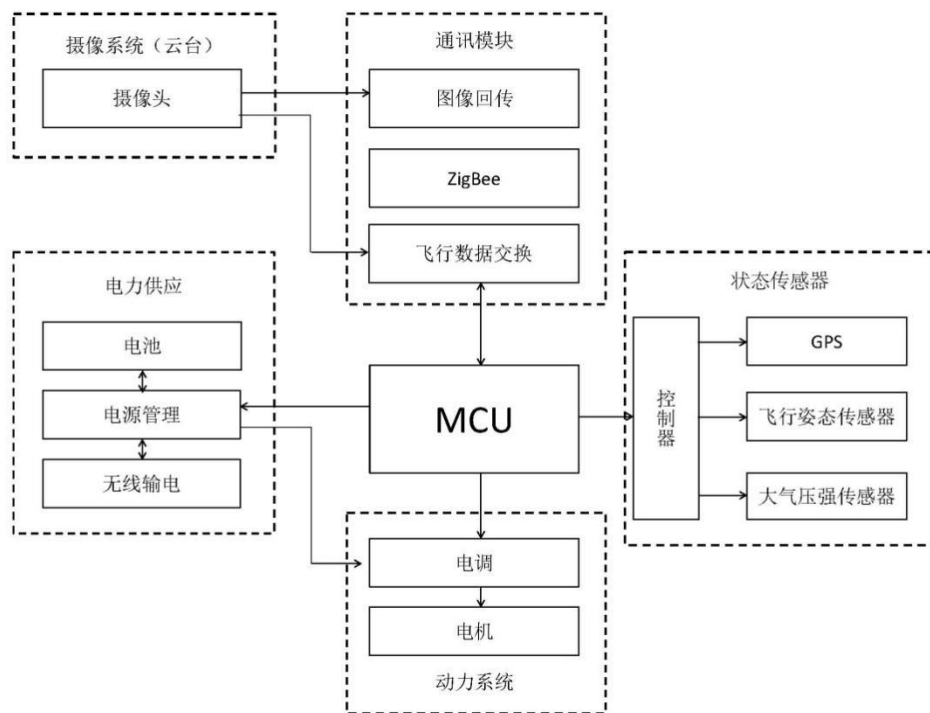 摄像系统（云台）
摄像头
通讯模块
图像回传
ZigBee
飞行数据交换
电力供应
电池
电源管理
无线输电
MCU
状态传感器
控制器
GPS
飞行姿态传感器
大气压强传感器
电调
电机
动力系统